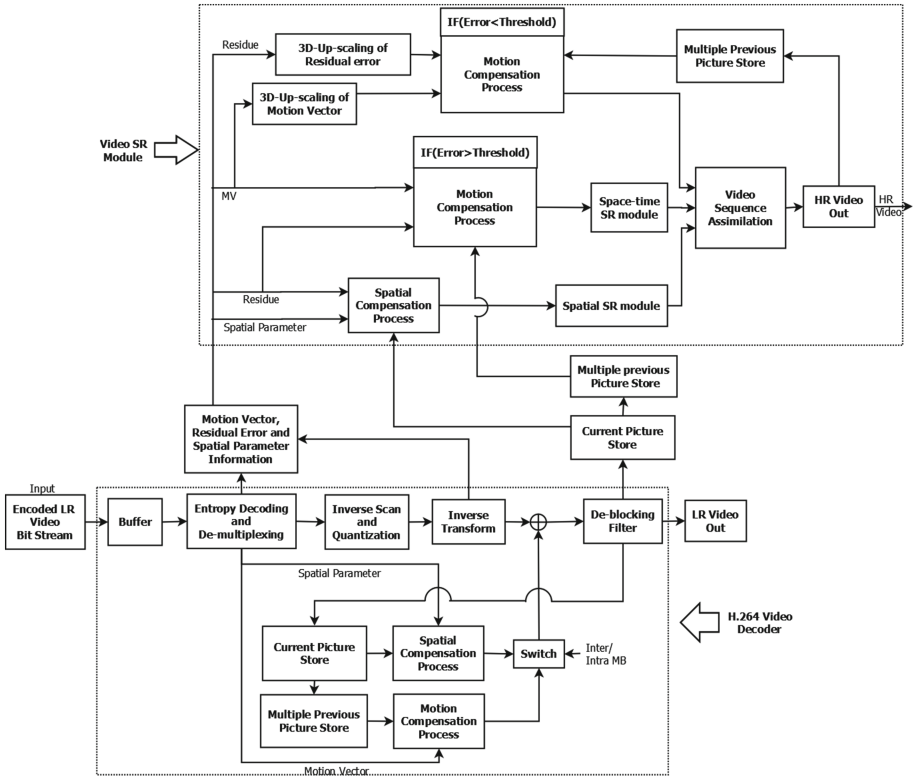 IF(Error<Threshold)
Residue
3D-Up-scaling of
Residual error
Motion
Compensation
Process
Multiple Previous
Picture Store
3D-Up-scaling of
Motion Vector
Video SR
Module
IF(Error>Threshold)
MV
Motion
Compensation
Process
Space-time
SR module
Video
Sequence
Assimilation
HR Video
Out
HR
Video
Residue
Spatial
Compensation
Process
Spatial SR module
Spatial Parameter
Multiple previous
Picture Store
Motion Vector,
Residual Error and
Spatial Parameter
Information
Current Picture
Store
Input
Encoded LR
Video
Bit Stream
Buffer
Entropy Decoding
and
De-multiplexing
Inverse Scan
and
Quantization
Inverse
Transform
De-blocking
Filter
LR Video
Out
Spatial Parameter
H.264 Video
Decoder
Current Picture
Store
Spatial
Compensation
Process
Switch
Inter/
Intra MB
Multiple Previous
Picture Store
Motion
Compensation
Process
Motion Vector